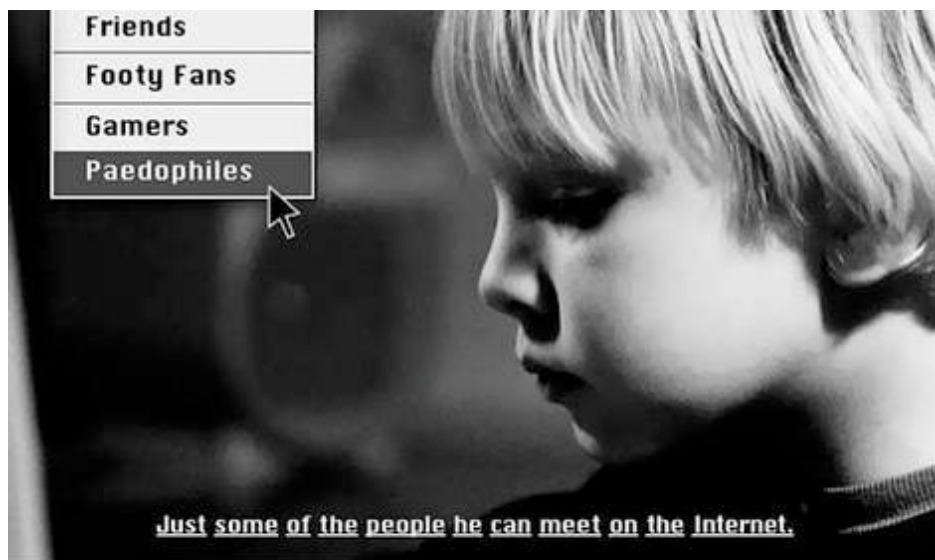 Friends
Footy Fans
Gamers
Paedophiles
Just some of the people he can meet on the Internet.